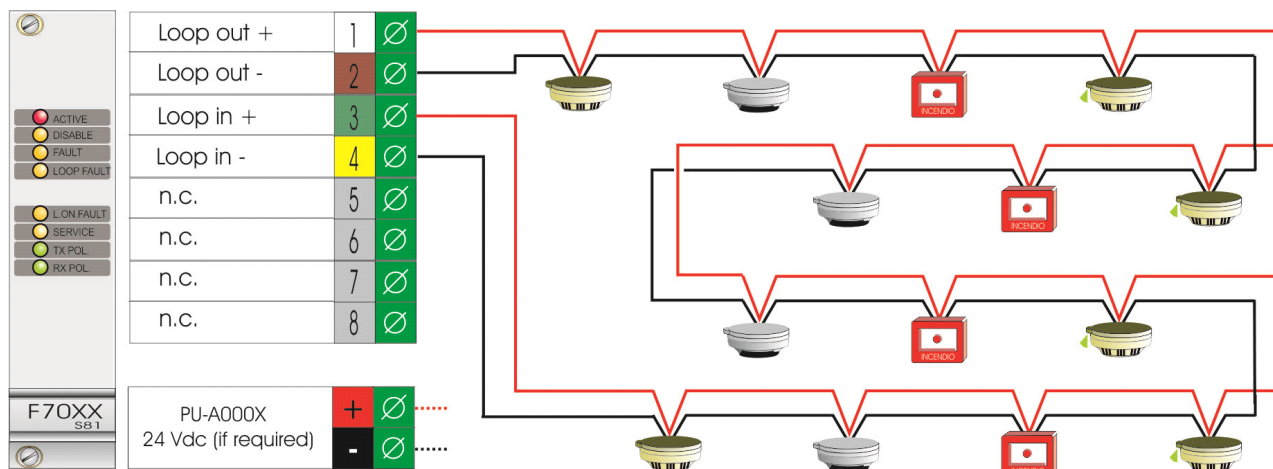 ACTIVE
DISABLE
FAULT
LOOP FAULT
L.ON.FAULT
SERVICE
TX POL.
RX POL.
F70XX
S81
Loop out + 1
Loop out - 2
Loop in + 3
Loop in - 4
n.c. 5
n.c. 6
n.c. 7
n.c. 8
PU-A000X +
24 Vdc (if required) -
INCENDIO
INCENDIO
INCENDIO